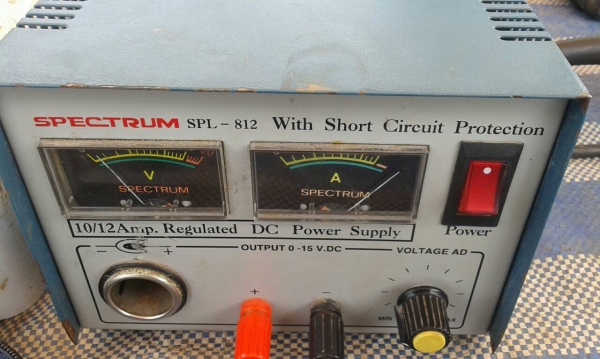 SPECTRUM SPL-812 With Short Circuit Protection
V
SPECTRUM
A
SPECTRUM
Power
10/12Amp. Regulated DC Power Supply
- +
OUTPUT 0-15 V.DC
VOLTAGE AD
+ -
MIN